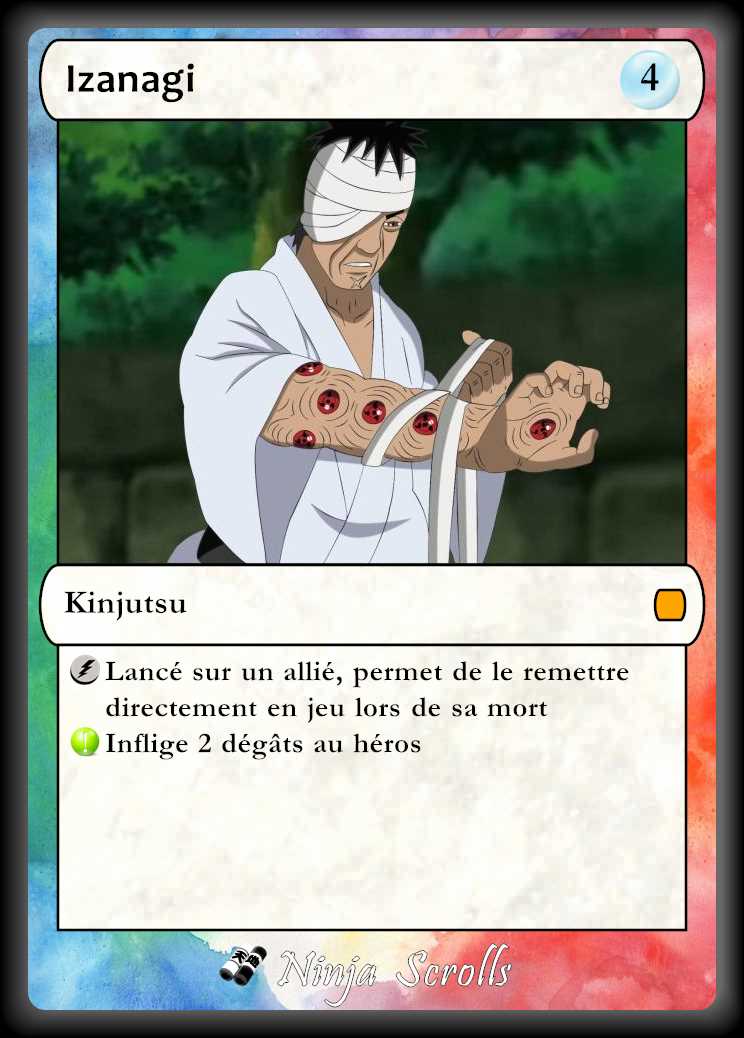 Izanagi
4
Kinjutsu
Lancé sur un allié, permet de le remettre
directement en jeu lors de sa mort
Inflige 2 dégâts au héros
Ninja Scrolls